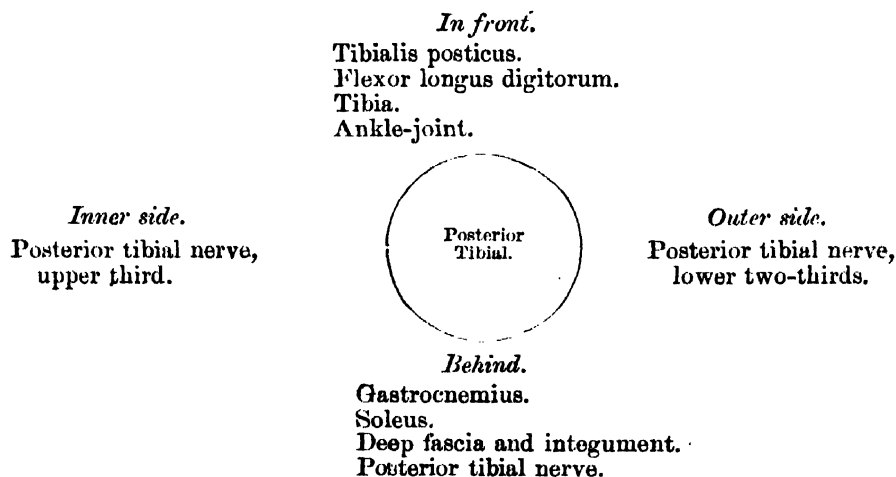 In front.
Tibialis posticus.
Flexor longus digitorum.
Tibia.
Ankle-joint.
Inner side.
Posterior tibial nerve,
upper third.
Posterior
Tibial.
Outer side.
Posterior tibial nerve,
lower two-thirds.
Behind.
Gastrocnemius.
Soleus.
Deep fascia and integument.
Posterior tibial nerve.